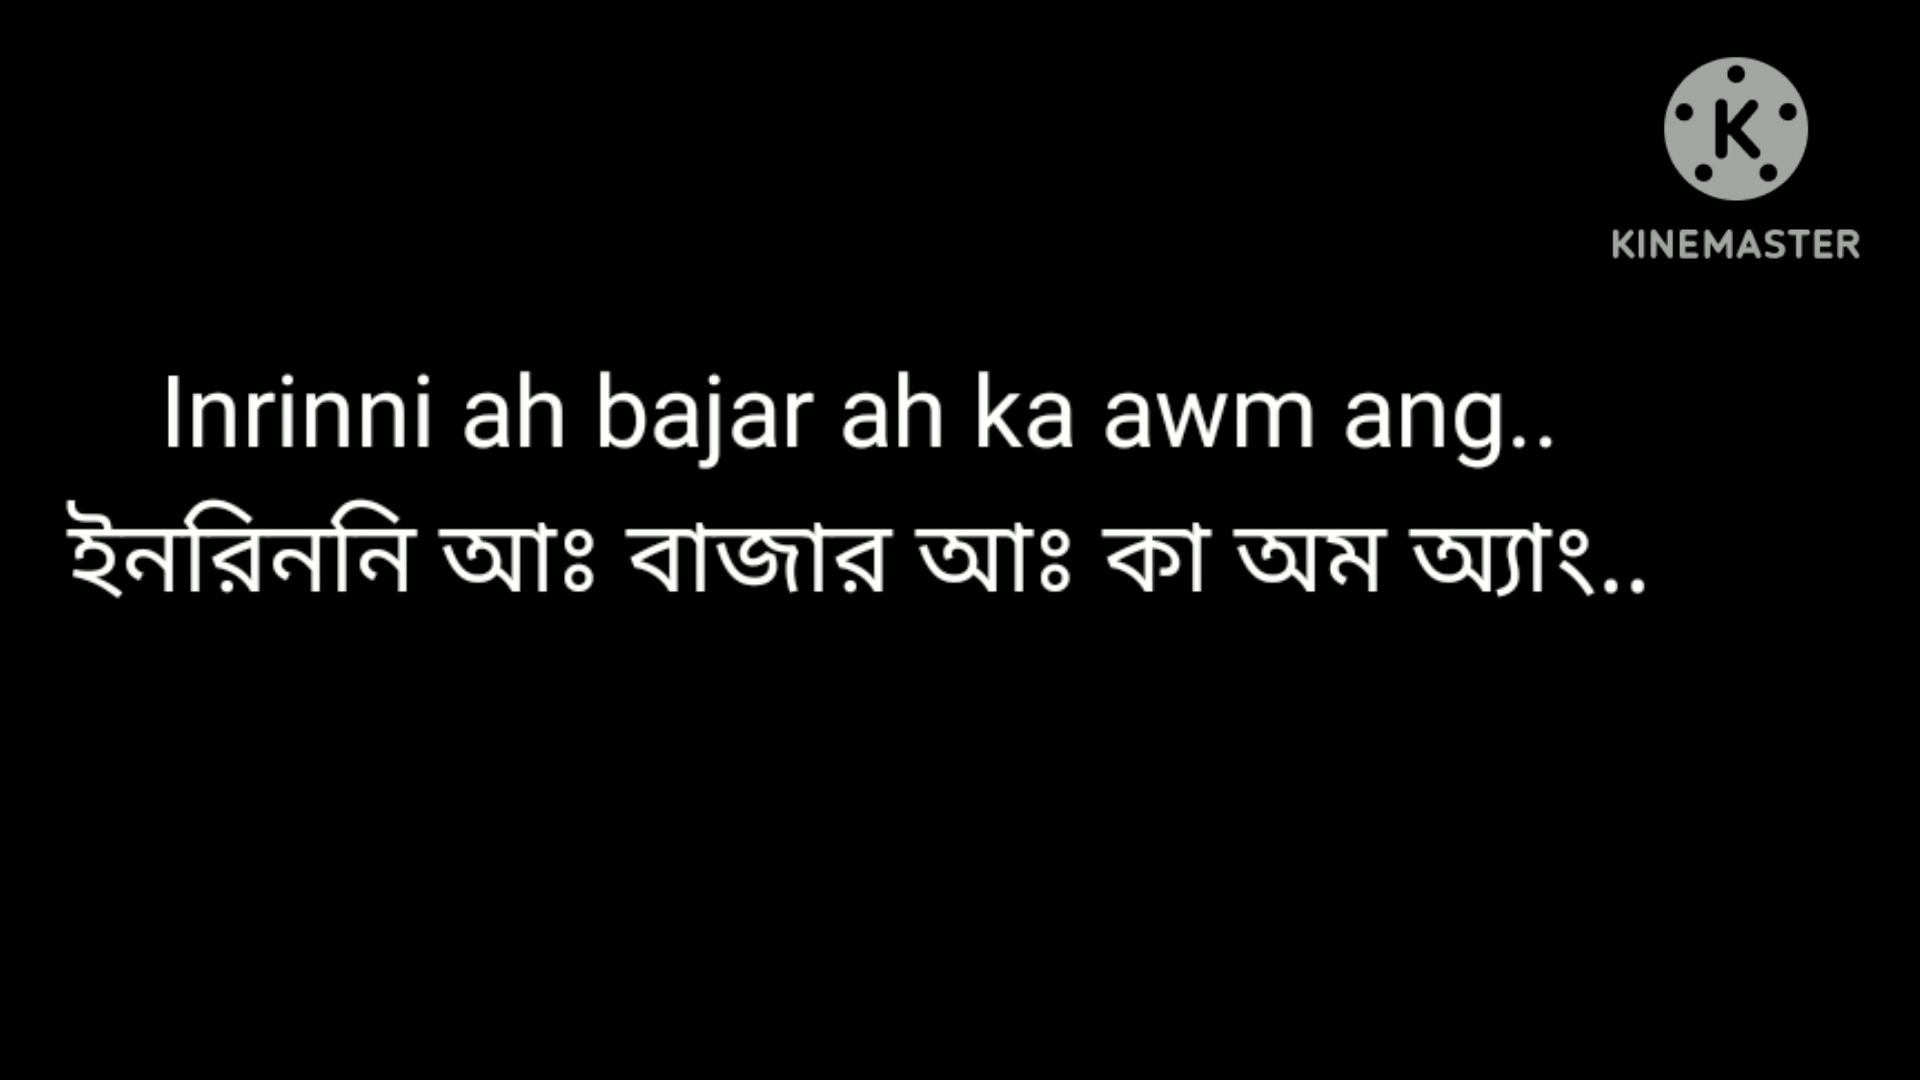 KINEMASTER
Inrinni ah bajar ah ka awm ang..
ইনরিননি আঃ বাজার আঃ কা অম অ্যাং..